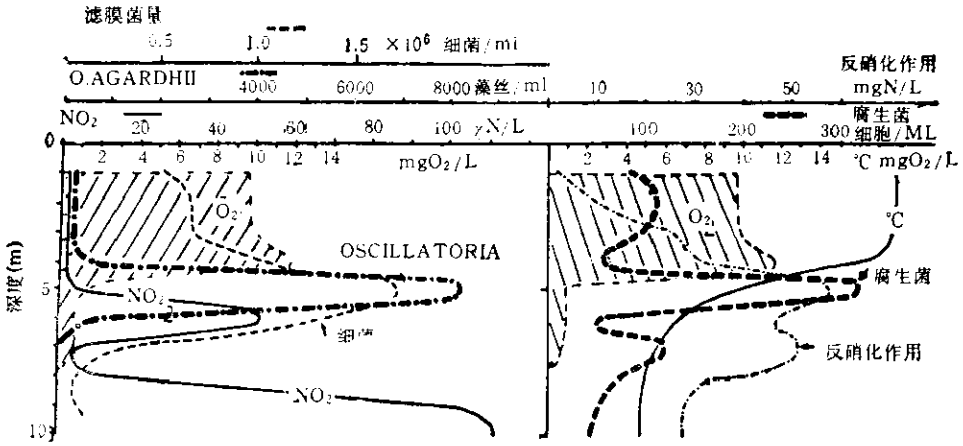 滤膜菌量
0.5 1.0 1.5 ×10⁶ 细菌/ml
O.AGARDHII 4000 6000 8000 藻丝/ml
NO₂ 20 40 60 80 100 γN/L
0 2 4 6 8 10 12 14 mgO₂/L
反硝化作用
10 30 50 mgN/L
腐生菌
100 200 300 细胞/ML
2 4 6 8 10 12 14 ℃ mgO₂/L
O₂
O₂
℃
OSCILLATORIA
深度(m)
5
NO₂
腐生菌
细菌
反硝化作用
NO₂
10